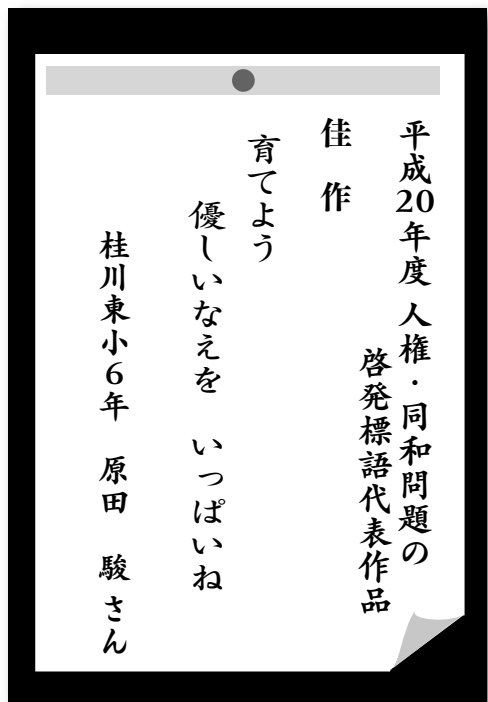 平成20年度 人権・同和問題の
啓発標語代表作品
佳 作
育てよう
優しいなえを いっぱいね
桂川東小6年 原田 駿 さん